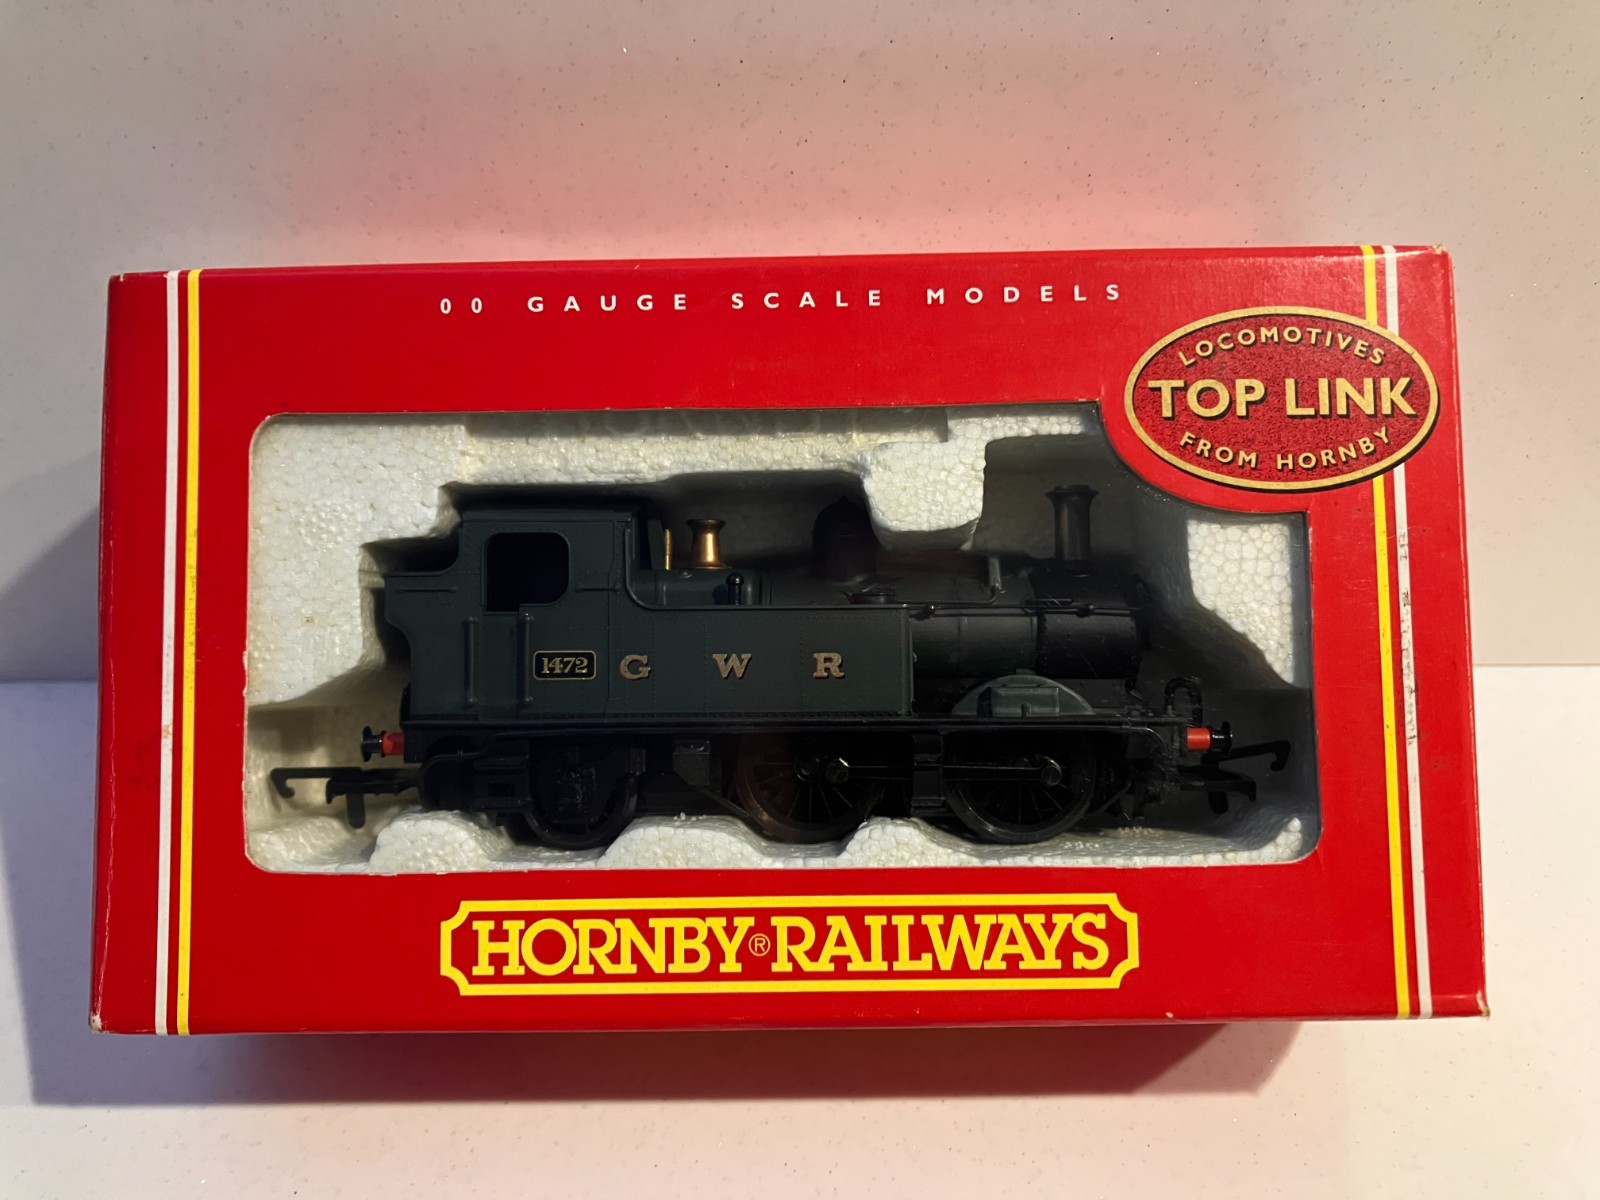 00 GAUGE SCALE MODELS
LOCOMOTIVES
TOP LINK
FROM HORNBY
1472 G W R
HORNBY® RAILWAYS